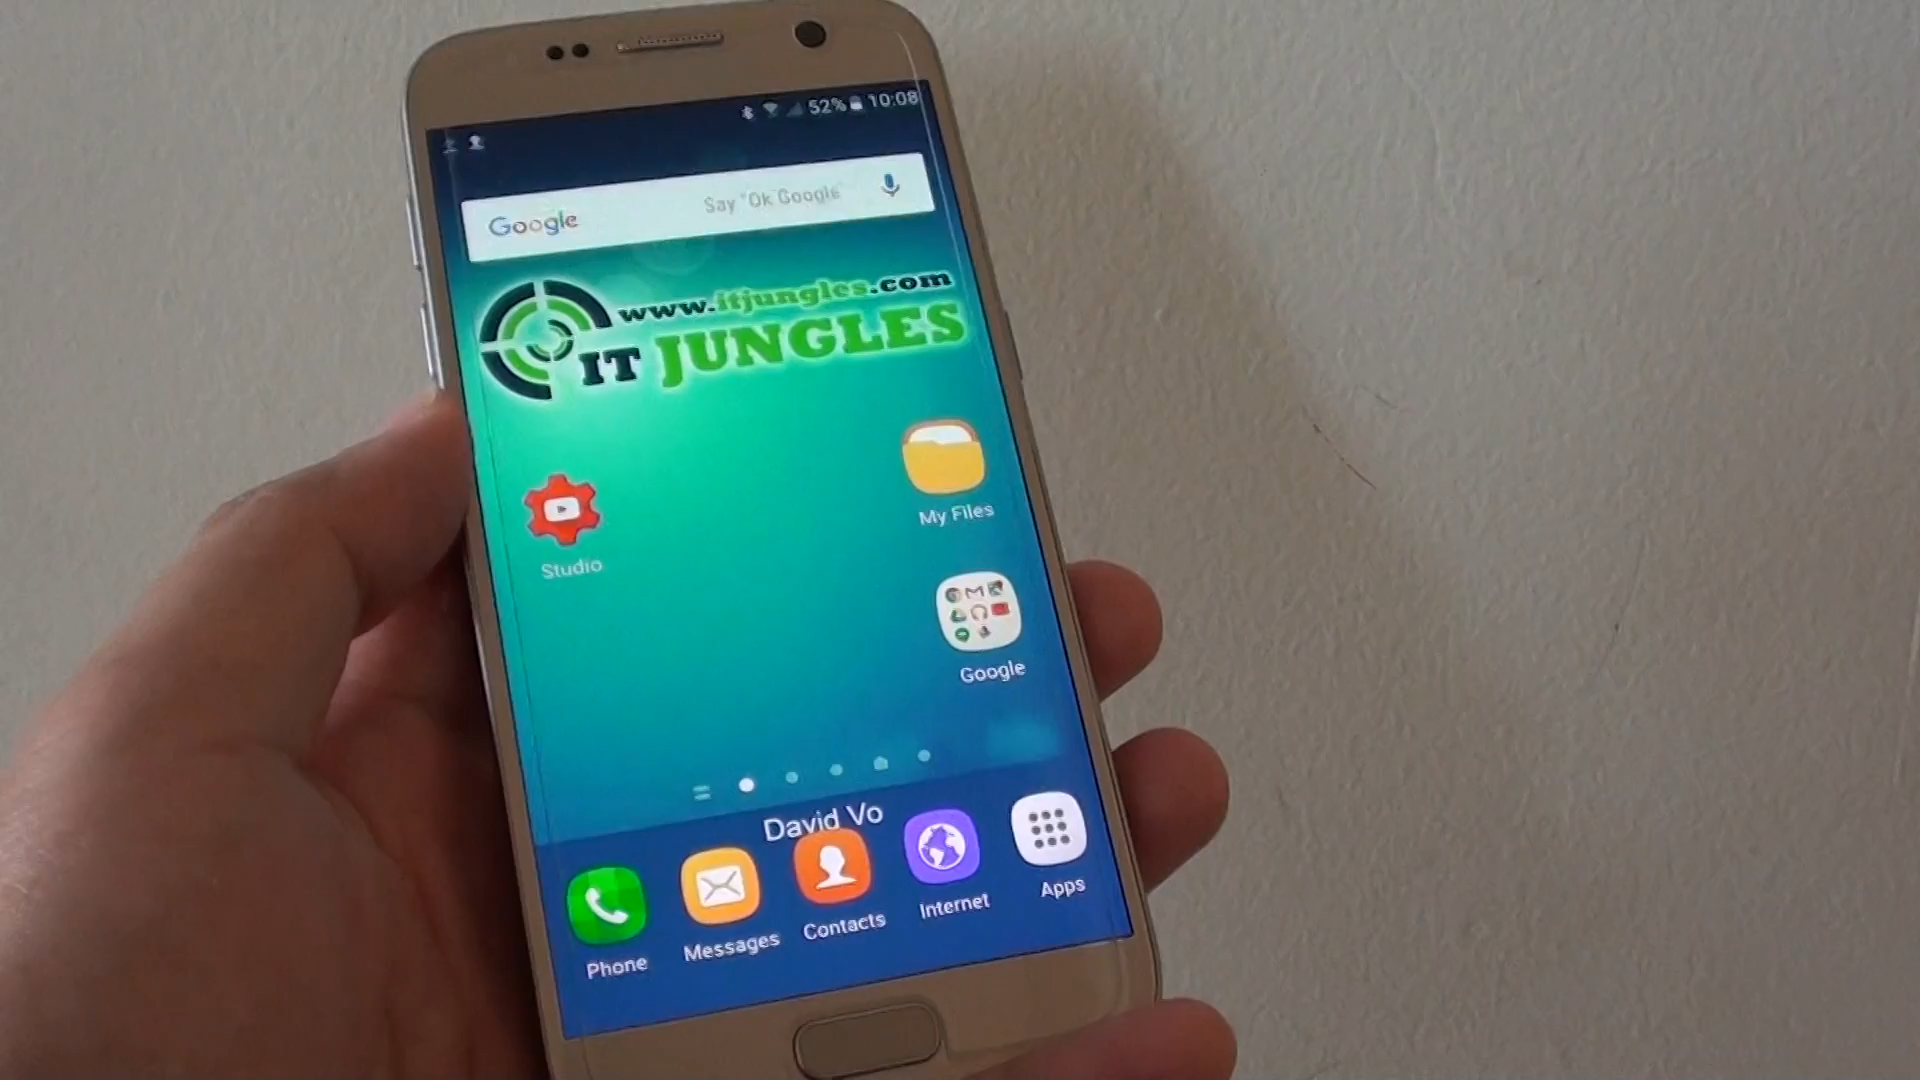 52% 10:08
Google Say "Ok Google"
www.itjungles.com
IT JUNGLES
My Files
Studio
Google
David Vo
Phone Messages Contacts Internet Apps